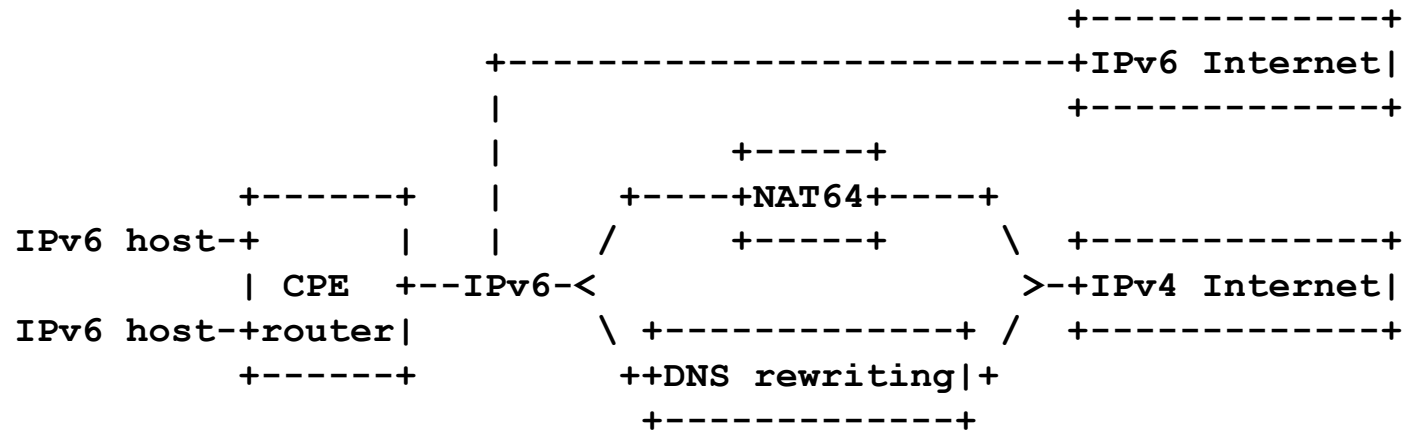 IPv6 Internet
NAT64
IPv6 host
CPE
IPv6
IPv4 Internet
IPv6 host
router
DNS rewriting